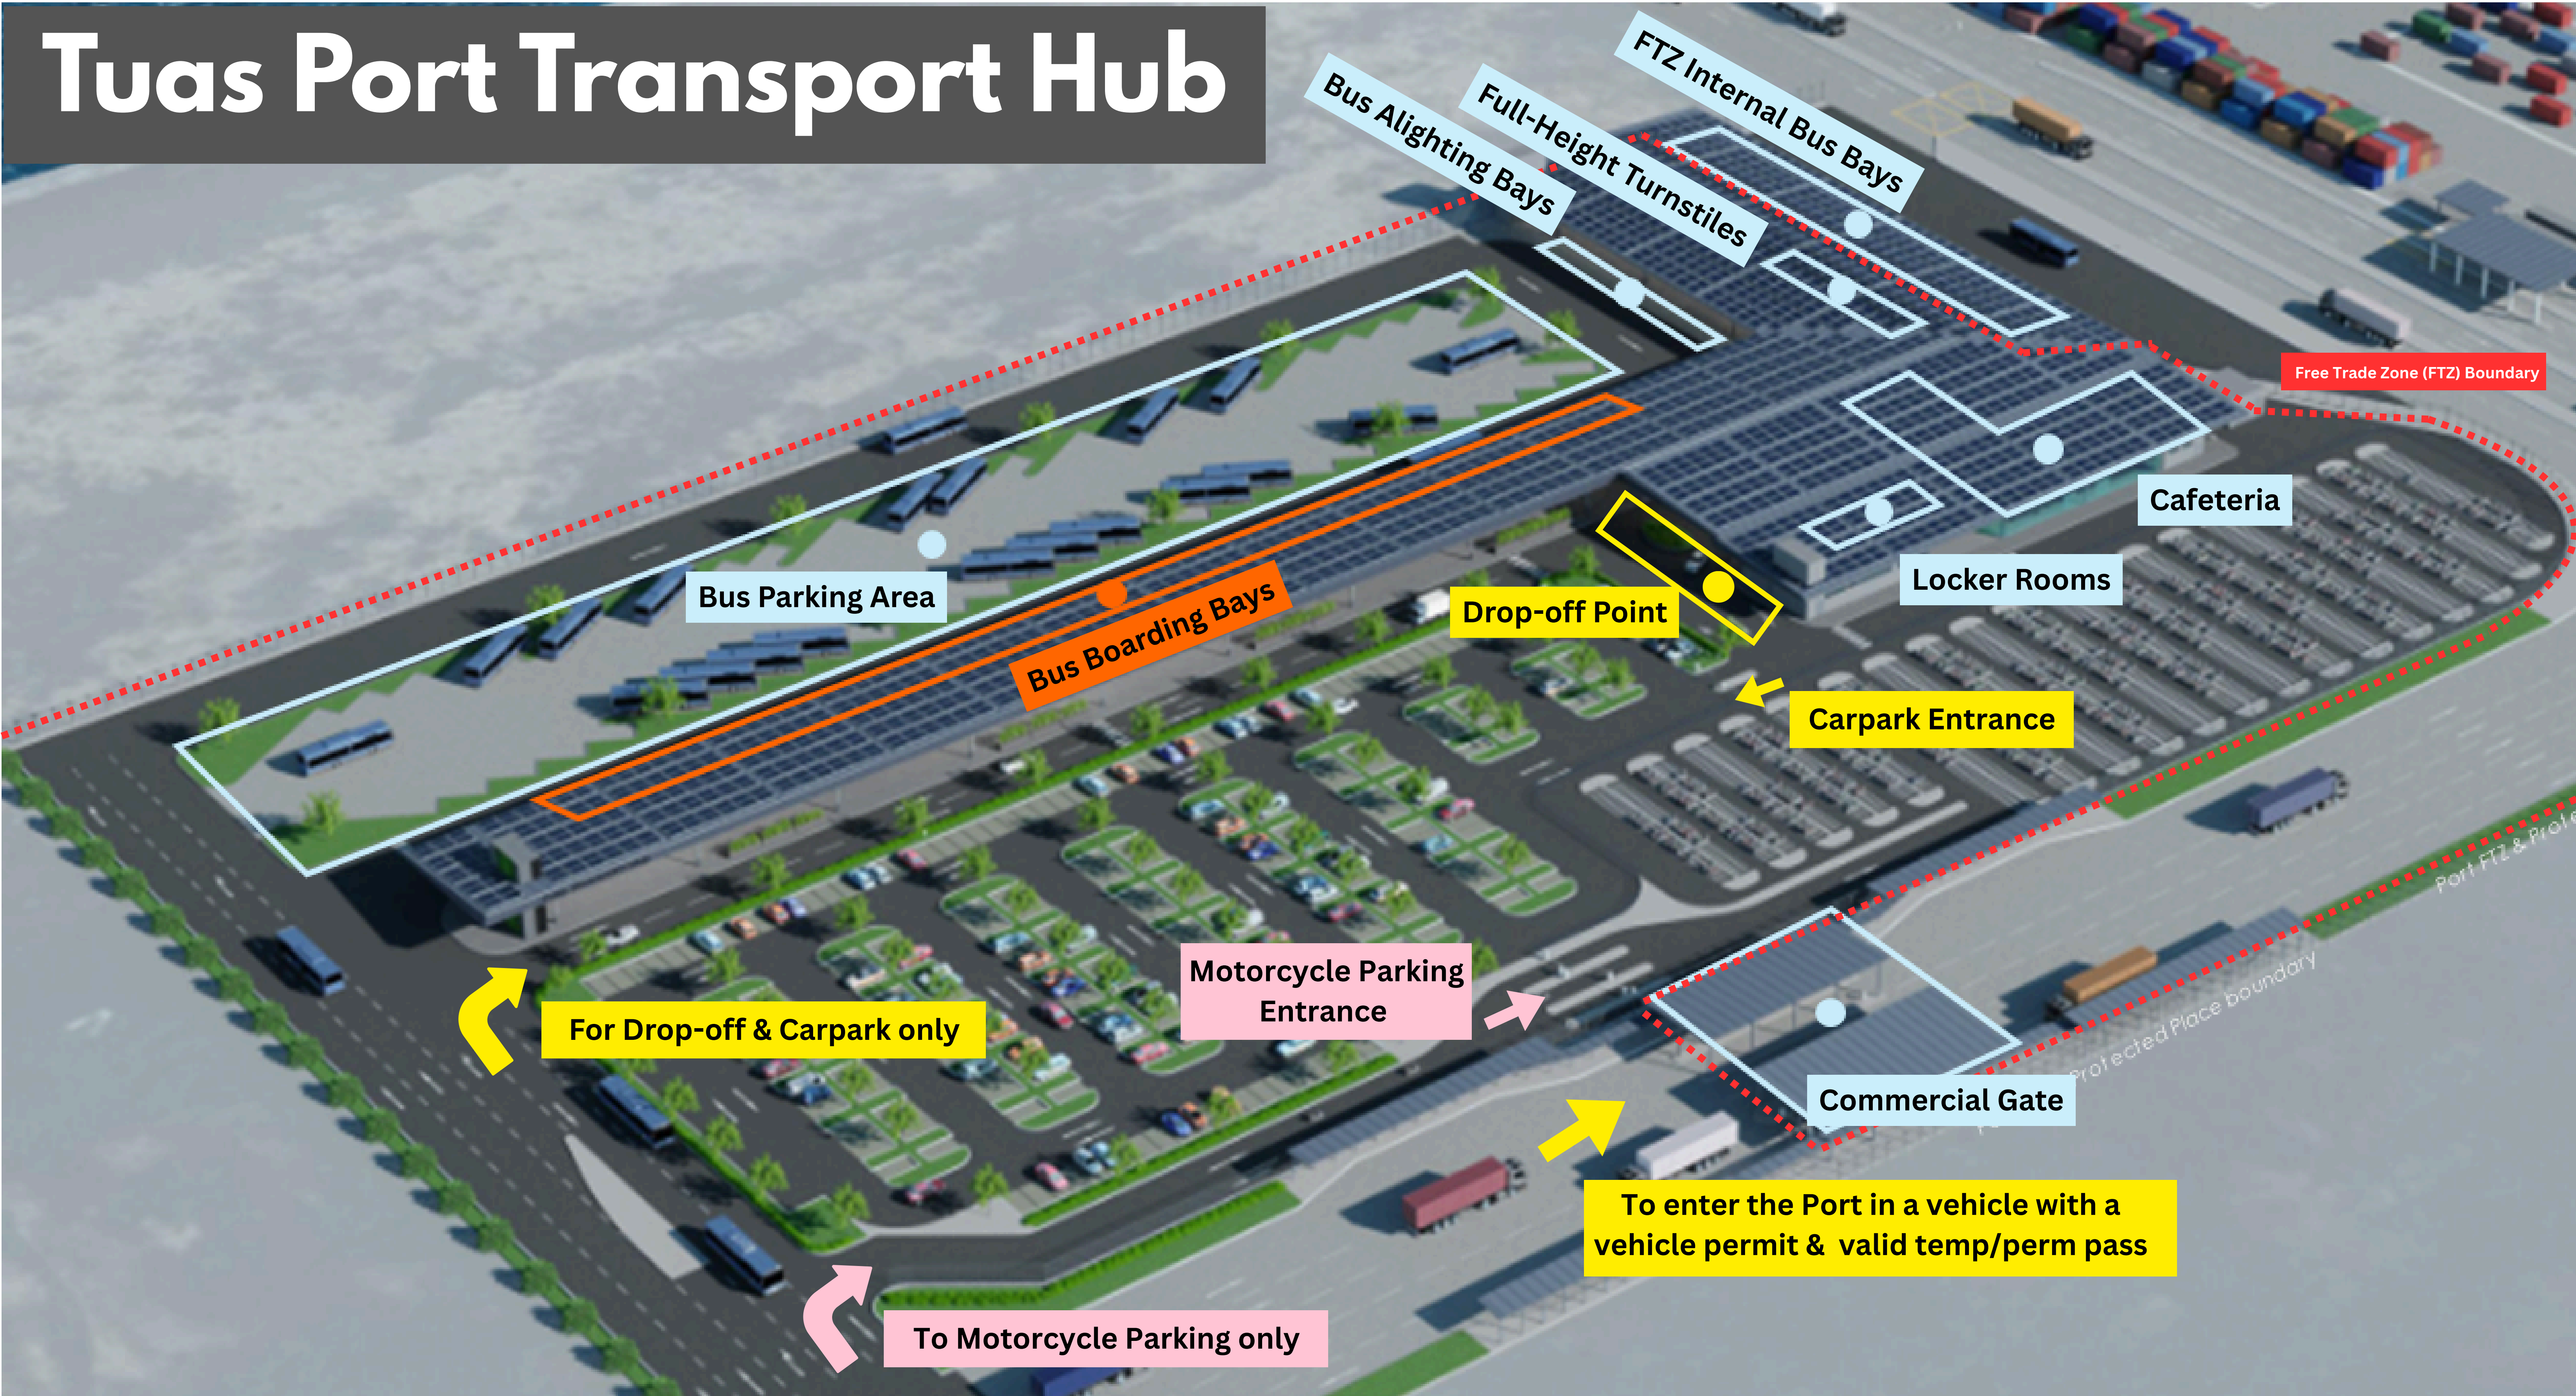 Tuas Port Transport Hub
FTZ Internal Bus Bays
Full-Height Turnstiles
Bus Alighting Bays
Free Trade Zone (FTZ) Boundary
Cafeteria
Locker Rooms
Bus Parking Area
Bus Boarding Bays
Drop-off Point
Carpark Entrance
Port FTZ &
Protected Place boundary
Motorcycle Parking
Entrance
For Drop-off & Carpark only
Commercial Gate
To enter the Port in a vehicle with a
vehicle permit & valid temp/perm pass
To Motorcycle Parking only